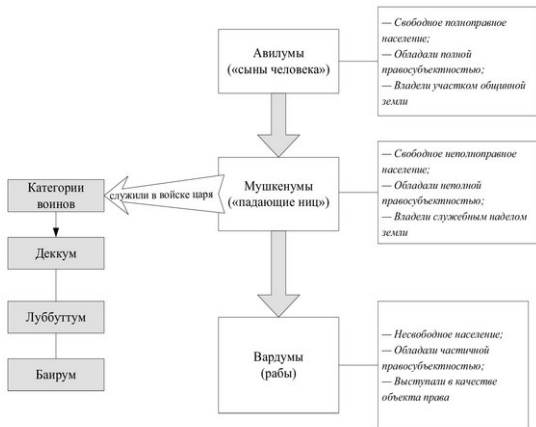 Авилумы
(«сыны человека»)
— Свободное полноправное
население;
— Обладали полной
правосубъектностью;
— Владели участком общинной
земли
Категории
воинов
служили в войске царя
Мушкенумы
(«падающие ниц»)
— Свободное неполноправное
население;
— Обладали неполной
правосубъектностью;
— Владели служебным наделом
земли
Деккум
Луббуттум
Баирум
Вардумы
(рабы)
— Несвободное население;
— Обладали частичной
правосубъектностью;
— Выступали в качестве
объекта права